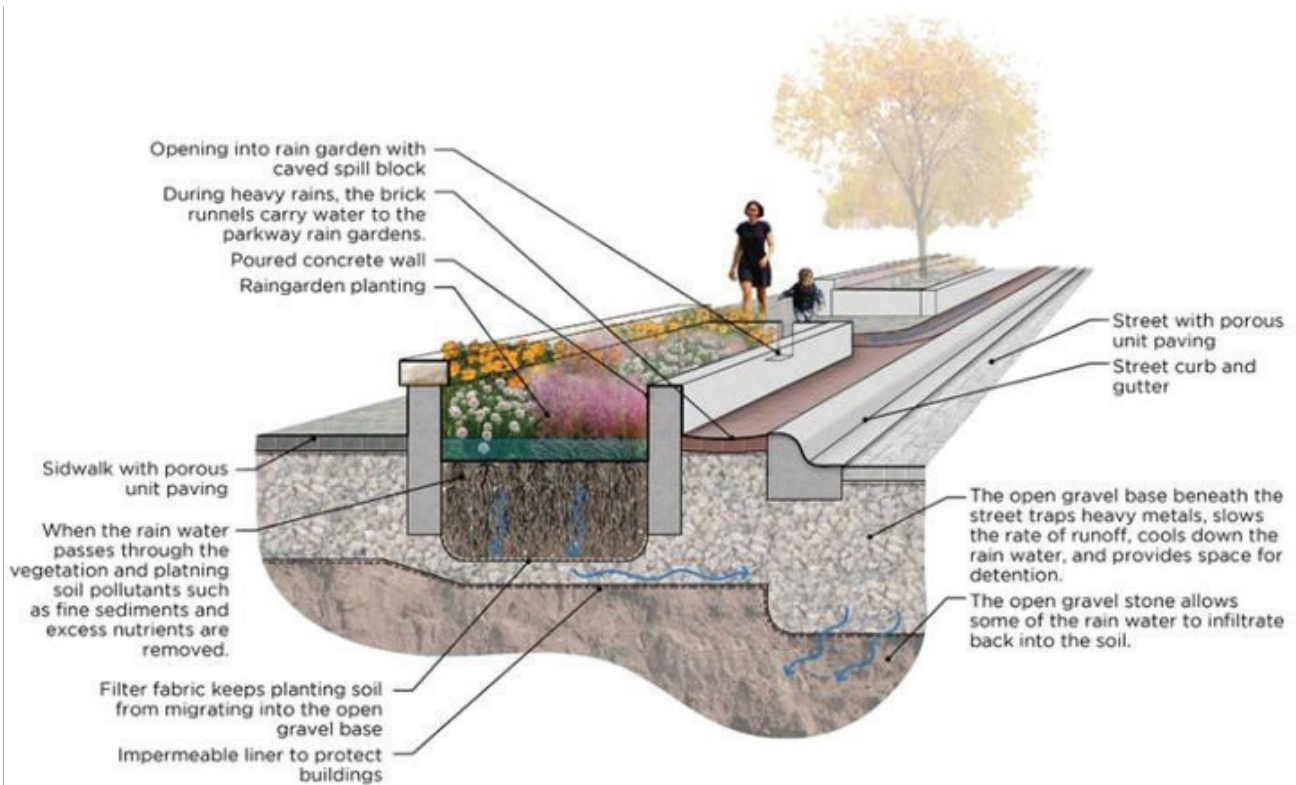 Opening into rain garden with
caved spill block
During heavy rains, the brick
runnels carry water to the
parkway rain gardens.
Poured concrete wall
Raingarden planting
Sidwalk with porous
unit paving
When the rain water
passes through the
vegetation and platning
soil pollutants such
as fine sediments and
excess nutrients are
removed.
Filter fabric keeps planting soil
from migrating into the open
gravel base
Impermeable liner to protect
buildings
Street with porous
unit paving
Street curb and
gutter
The open gravel base beneath the
street traps heavy metals, slows
the rate of runoff, cools down the
rain water, and provides space for
detention.
The open gravel stone allows
some of the rain water to infiltrate
back into the soil.